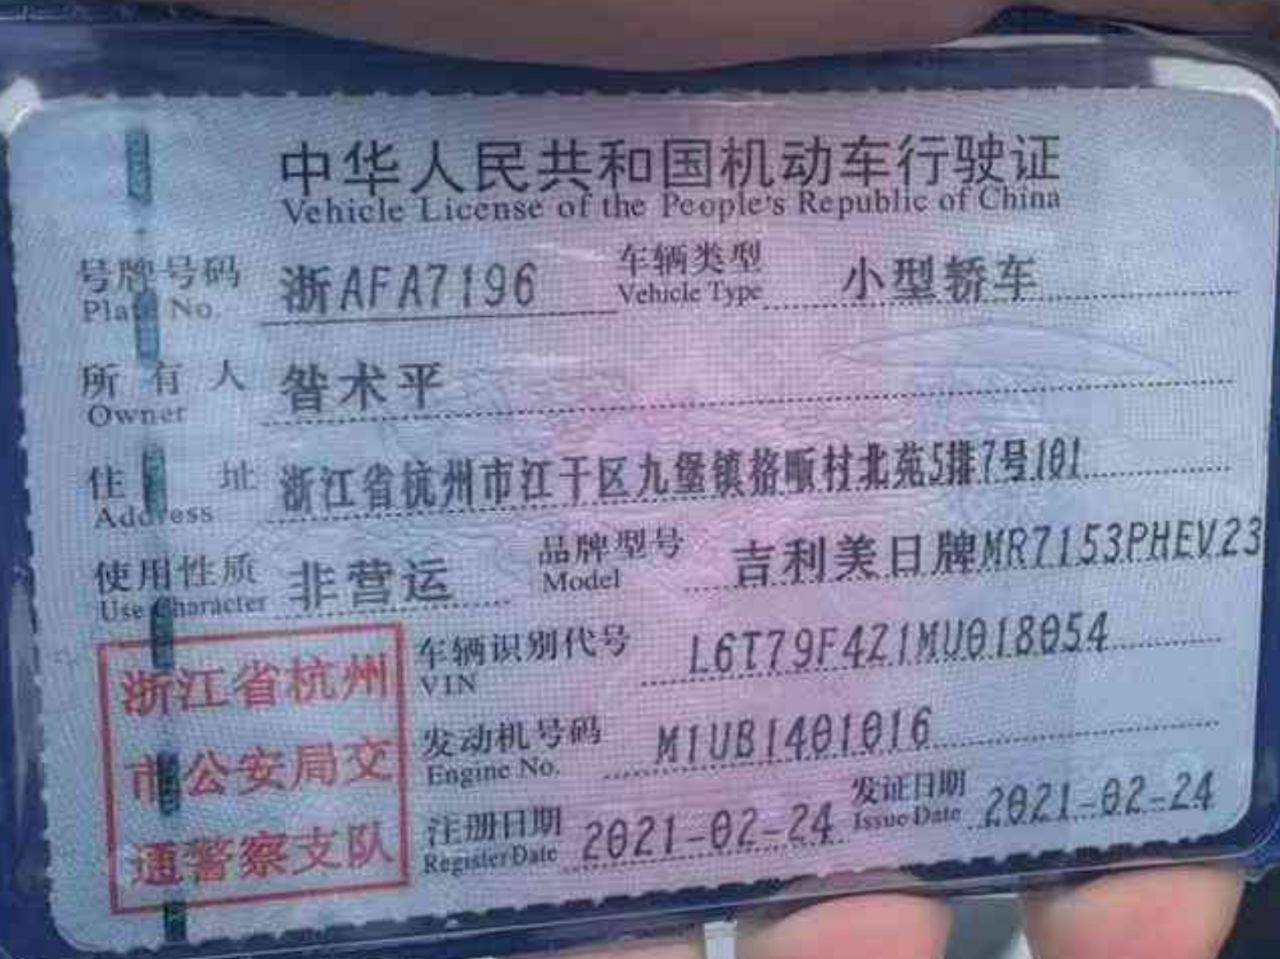 中华人民共和国机动车行驶证
Vehicle License of the People's Republic of China
号牌号码 浙AFA7196 车辆类型 小型轿车
Plate No. Vehicle Type
所有人 昝术平
Owner
住址 浙江省杭州市江干区九堡镇格畈村北苑5排7号101
Address
使用性质 非营运 品牌型号 吉利美日牌MR7153PHEV23
Use Character Model
车辆识别代号 L6T79F4Z1MU018054
VIN
发动机号码 M1UB1401016
Engine No.
注册日期 2021-02-24 发证日期 2021-02-24
Register Date Issue Date
浙江省杭州
市公安局交
通警察支队